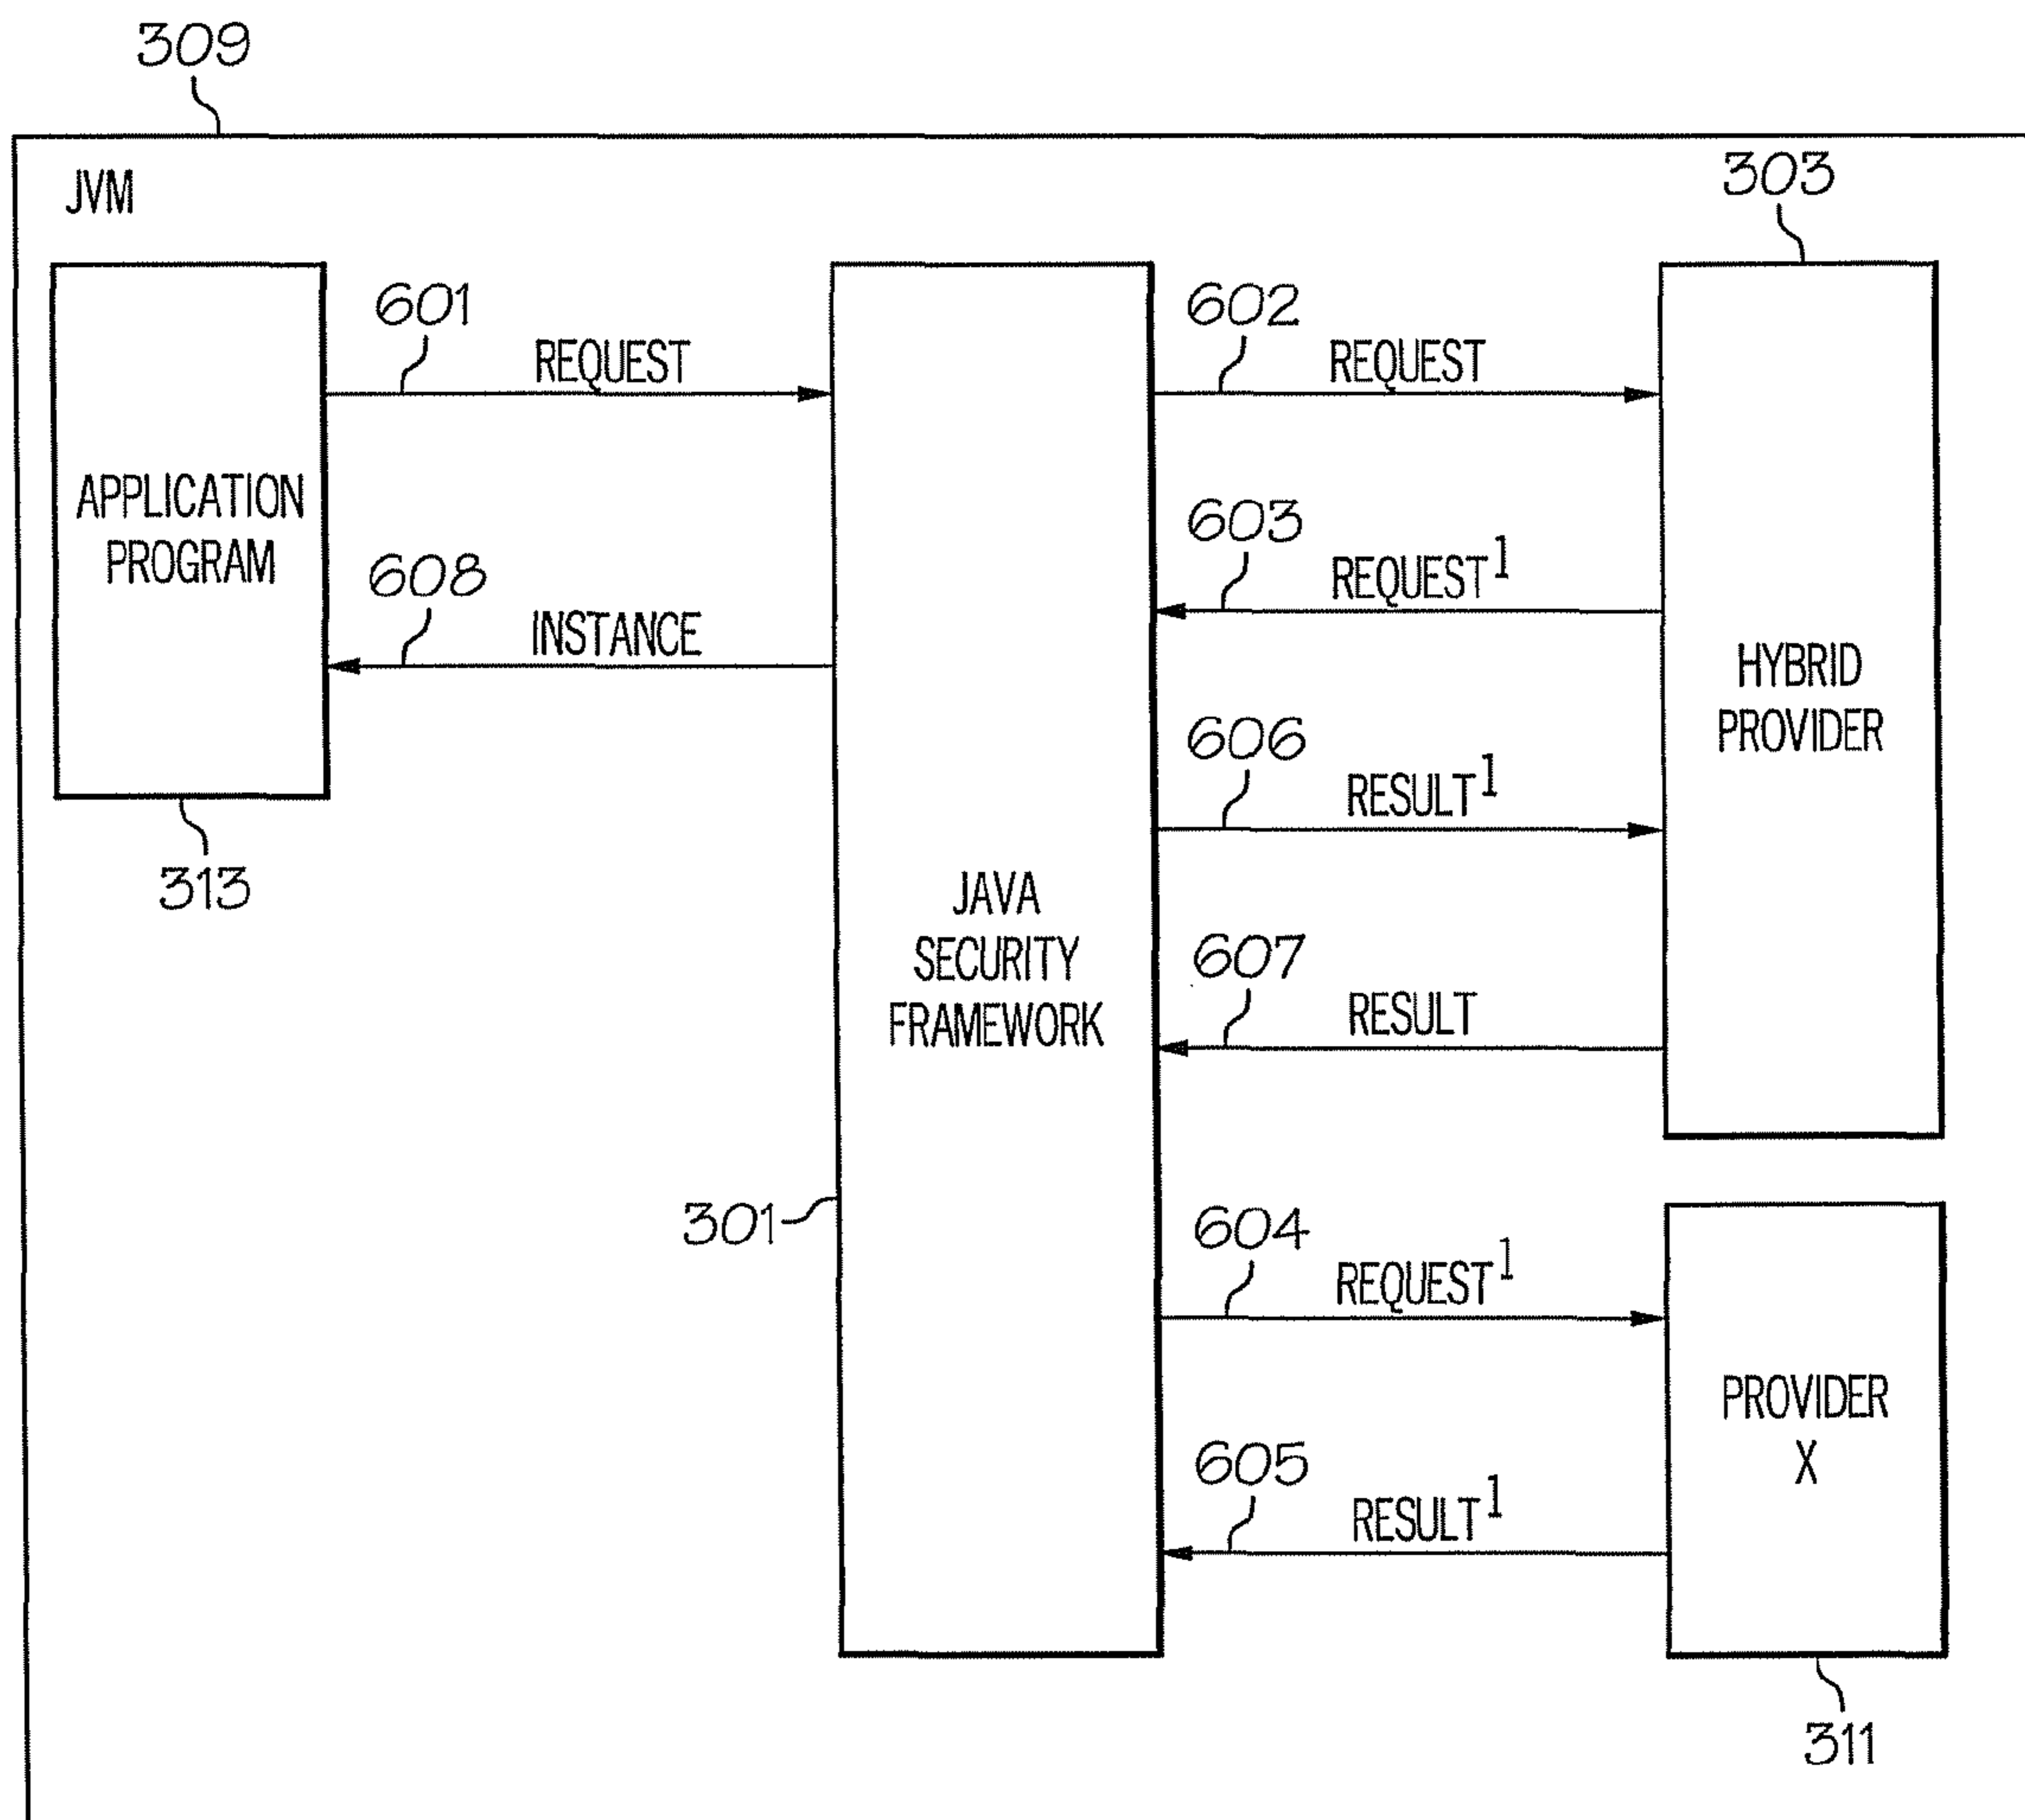 309
JVM
303
601
REQUEST
602
REQUEST
APPLICATION
PROGRAM
603
REQUEST¹
608
INSTANCE
HYBRID
PROVIDER
606
RESULT¹
313
JAVA
SECURITY
FRAMEWORK
607
RESULT
301
604
REQUEST¹
PROVIDER
X
605
RESULT¹
311